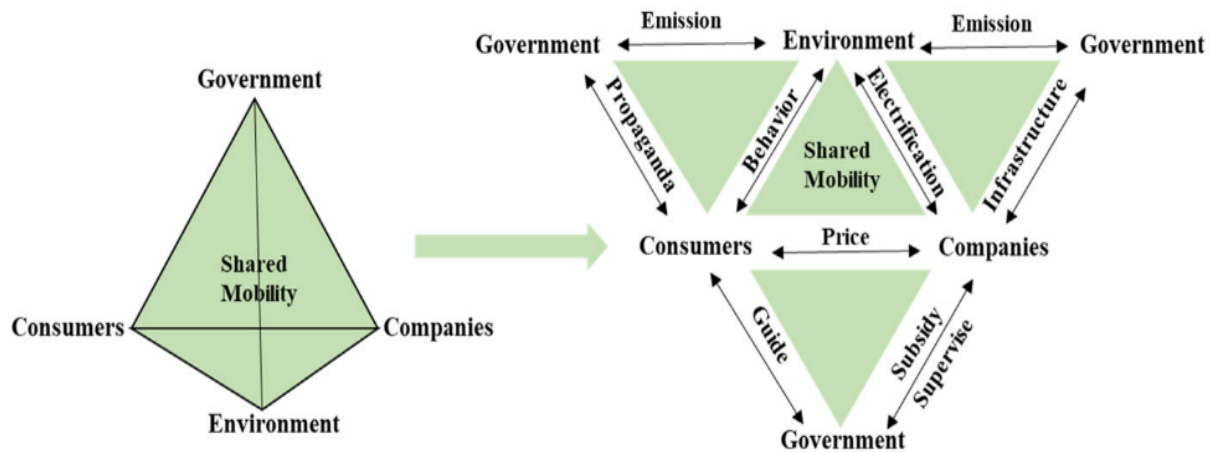 Government
Shared
Mobility
Consumers
Companies
Environment
Emission
Emission
Government
Environment
Government
Propaganda
Behavior
Electrification
Infrastructure
Shared
Mobility
Consumers
Price
Companies
Guide
Subsidy
Supervise
Government